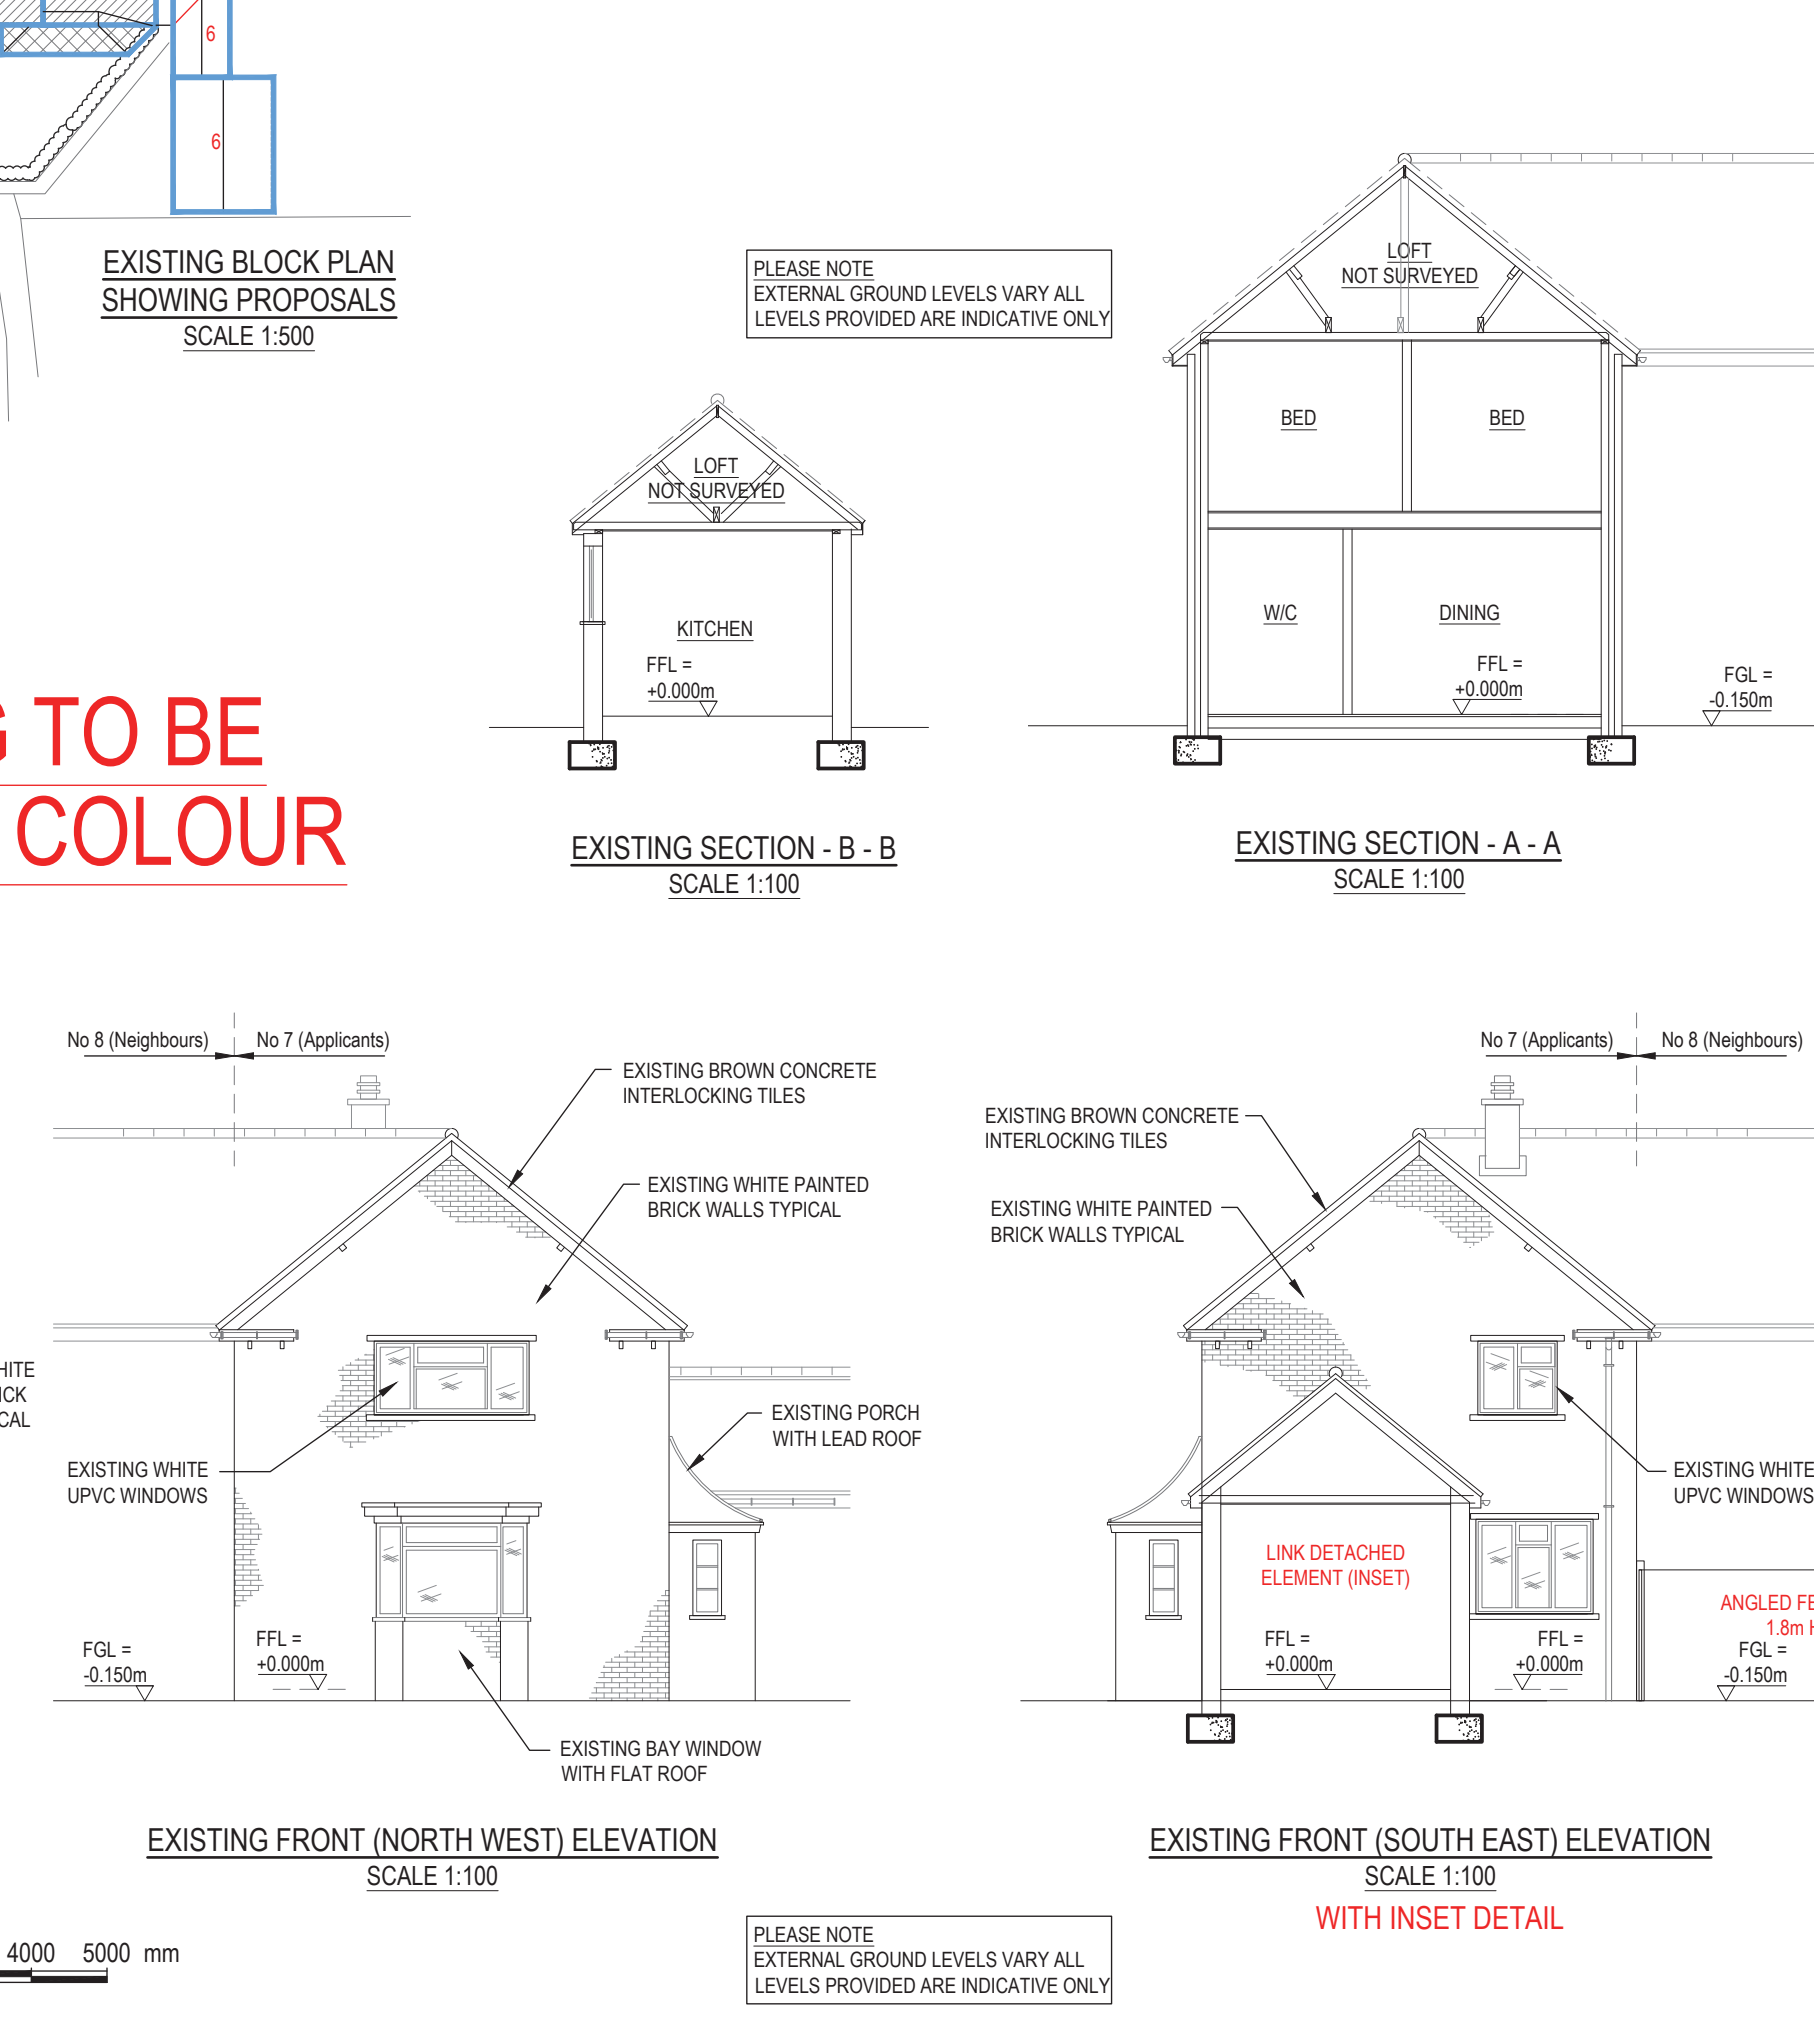 6
6
EXISTING BLOCK PLAN
SHOWING PROPOSALS
SCALE 1:500
PLEASE NOTE
EXTERNAL GROUND LEVELS VARY ALL
LEVELS PROVIDED ARE INDICATIVE ONLY
LOFT
NOT SURVEYED
KITCHEN
FFL =
+0.000m
EXISTING SECTION - B - B
SCALE 1:100
LOFT
NOT SURVEYED
BED
BED
W/C
DINING
FFL =
+0.000m
FGL =
-0.150m
EXISTING SECTION - A - A
SCALE 1:100
TO BE
COLOUR
No 8 (Neighbours)
No 7 (Applicants)
EXISTING BROWN CONCRETE
INTERLOCKING TILES
EXISTING WHITE PAINTED
BRICK WALLS TYPICAL
EXISTING WHITE
UPVC WINDOWS
EXISTING PORCH
WITH LEAD ROOF
FGL =
-0.150m
FFL =
+0.000m
EXISTING BAY WINDOW
WITH FLAT ROOF
EXISTING FRONT (NORTH WEST) ELEVATION
SCALE 1:100
No 7 (Applicants)
No 8 (Neighbours)
EXISTING BROWN CONCRETE
INTERLOCKING TILES
EXISTING WHITE PAINTED
BRICK WALLS TYPICAL
LINK DETACHED
ELEMENT (INSET)
EXISTING WHITE
UPVC WINDOWS
FFL =
+0.000m
FFL =
+0.000m
ANGLED
1.8m
FGL =
-0.150m
EXISTING FRONT (SOUTH EAST) ELEVATION
SCALE 1:100
WITH INSET DETAIL
4000 5000 mm
PLEASE NOTE
EXTERNAL GROUND LEVELS VARY ALL
LEVELS PROVIDED ARE INDICATIVE ONLY